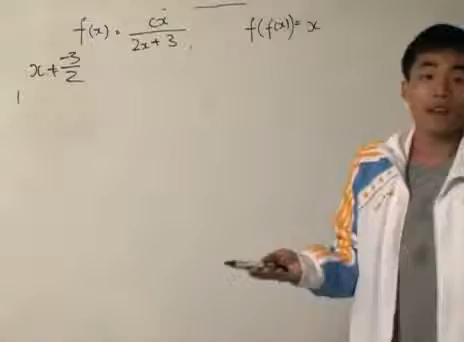 f(x) = cx / 2x + 3, f(f(x)) = x
x + -3/2